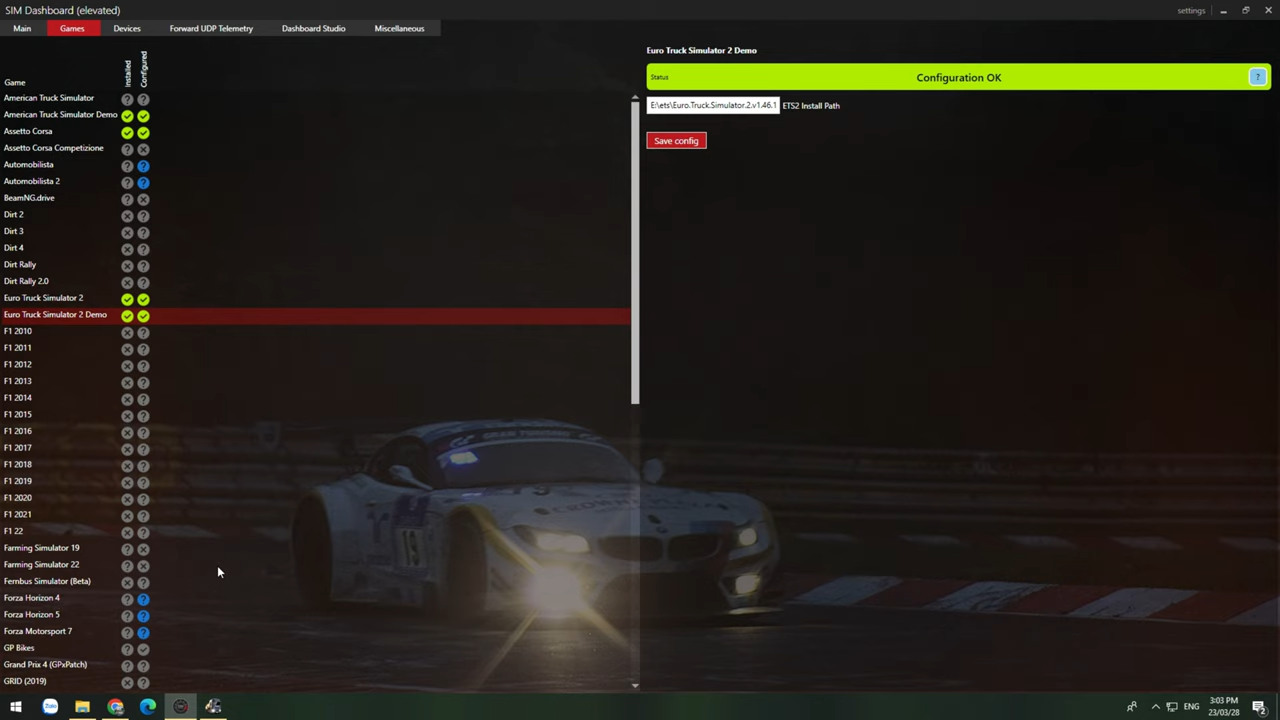 SIM Dashboard (elevated)
settings
Main
Games
Devices
Forward UDP Telemetry
Dashboard Studio
Miscellaneous
Game
Installed
Configured
American Truck Simulator
American Truck Simulator Demo
Assetto Corsa
Assetto Corsa Competizione
Automobilista
Automobilista 2
BeamNG.drive
Dirt 2
Dirt 3
Dirt 4
Dirt Rally
Dirt Rally 2.0
Euro Truck Simulator 2
Euro Truck Simulator 2 Demo
F1 2010
F1 2011
F1 2012
F1 2013
F1 2014
F1 2015
F1 2016
F1 2017
F1 2018
F1 2019
F1 2020
F1 2021
F1 22
Farming Simulator 19
Farming Simulator 22
Fernbus Simulator (Beta)
Forza Horizon 4
Forza Horizon 5
Forza Motorsport 7
GP Bikes
Grand Prix 4 (GPxPatch)
GRID (2019)
Euro Truck Simulator 2 Demo
Status
Configuration OK
?
E:\ets\Euro.Truck.Simulator.2.v1.46.1
ETS2 Install Path
Save config
Zalo
ENG
3:03 PM
23/03/28
2